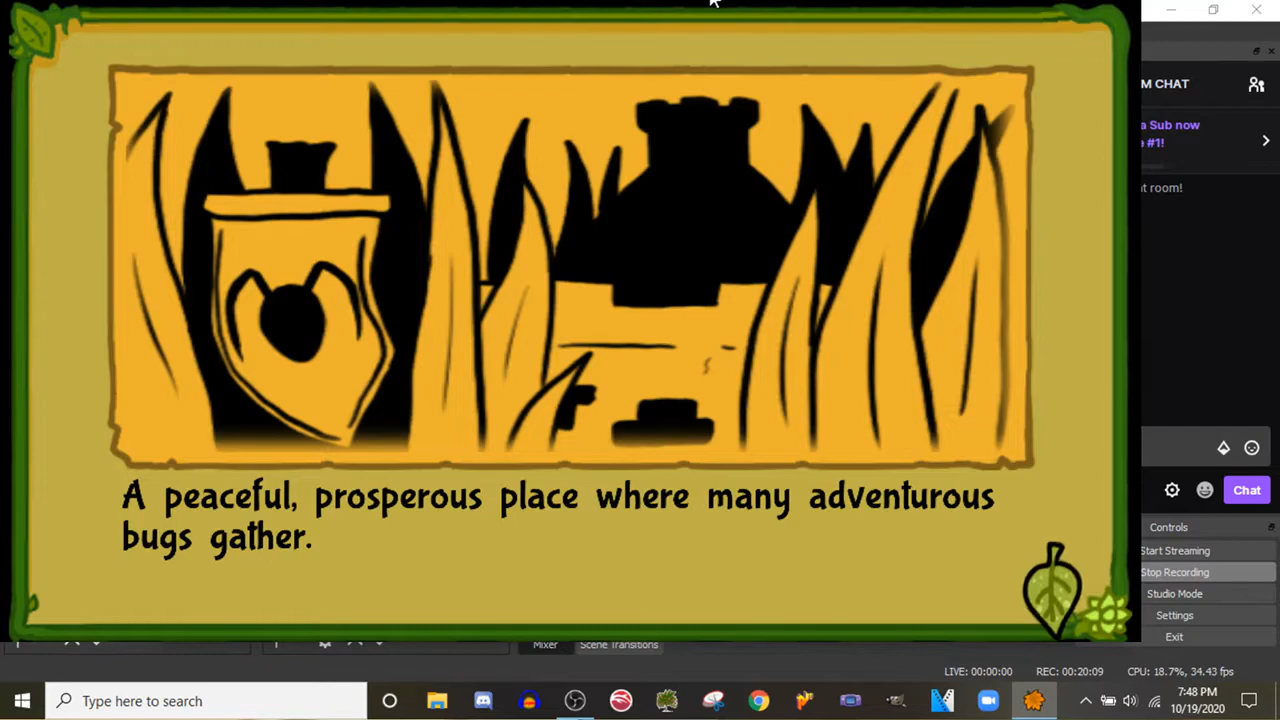 M CHAT
a Sub now
#1!
t room!
A peaceful, prosperous place where many adventurous
bugs gather.
Chat
Controls
Start Streaming
Stop Recording
Studio Mode
Settings
Exit
Mixer
Scene Transitions
LIVE: 00:00:00
REC: 00:20:09
CPU: 18.7%, 34.43 fps
Type here to search
7:48 PM
10/19/2020